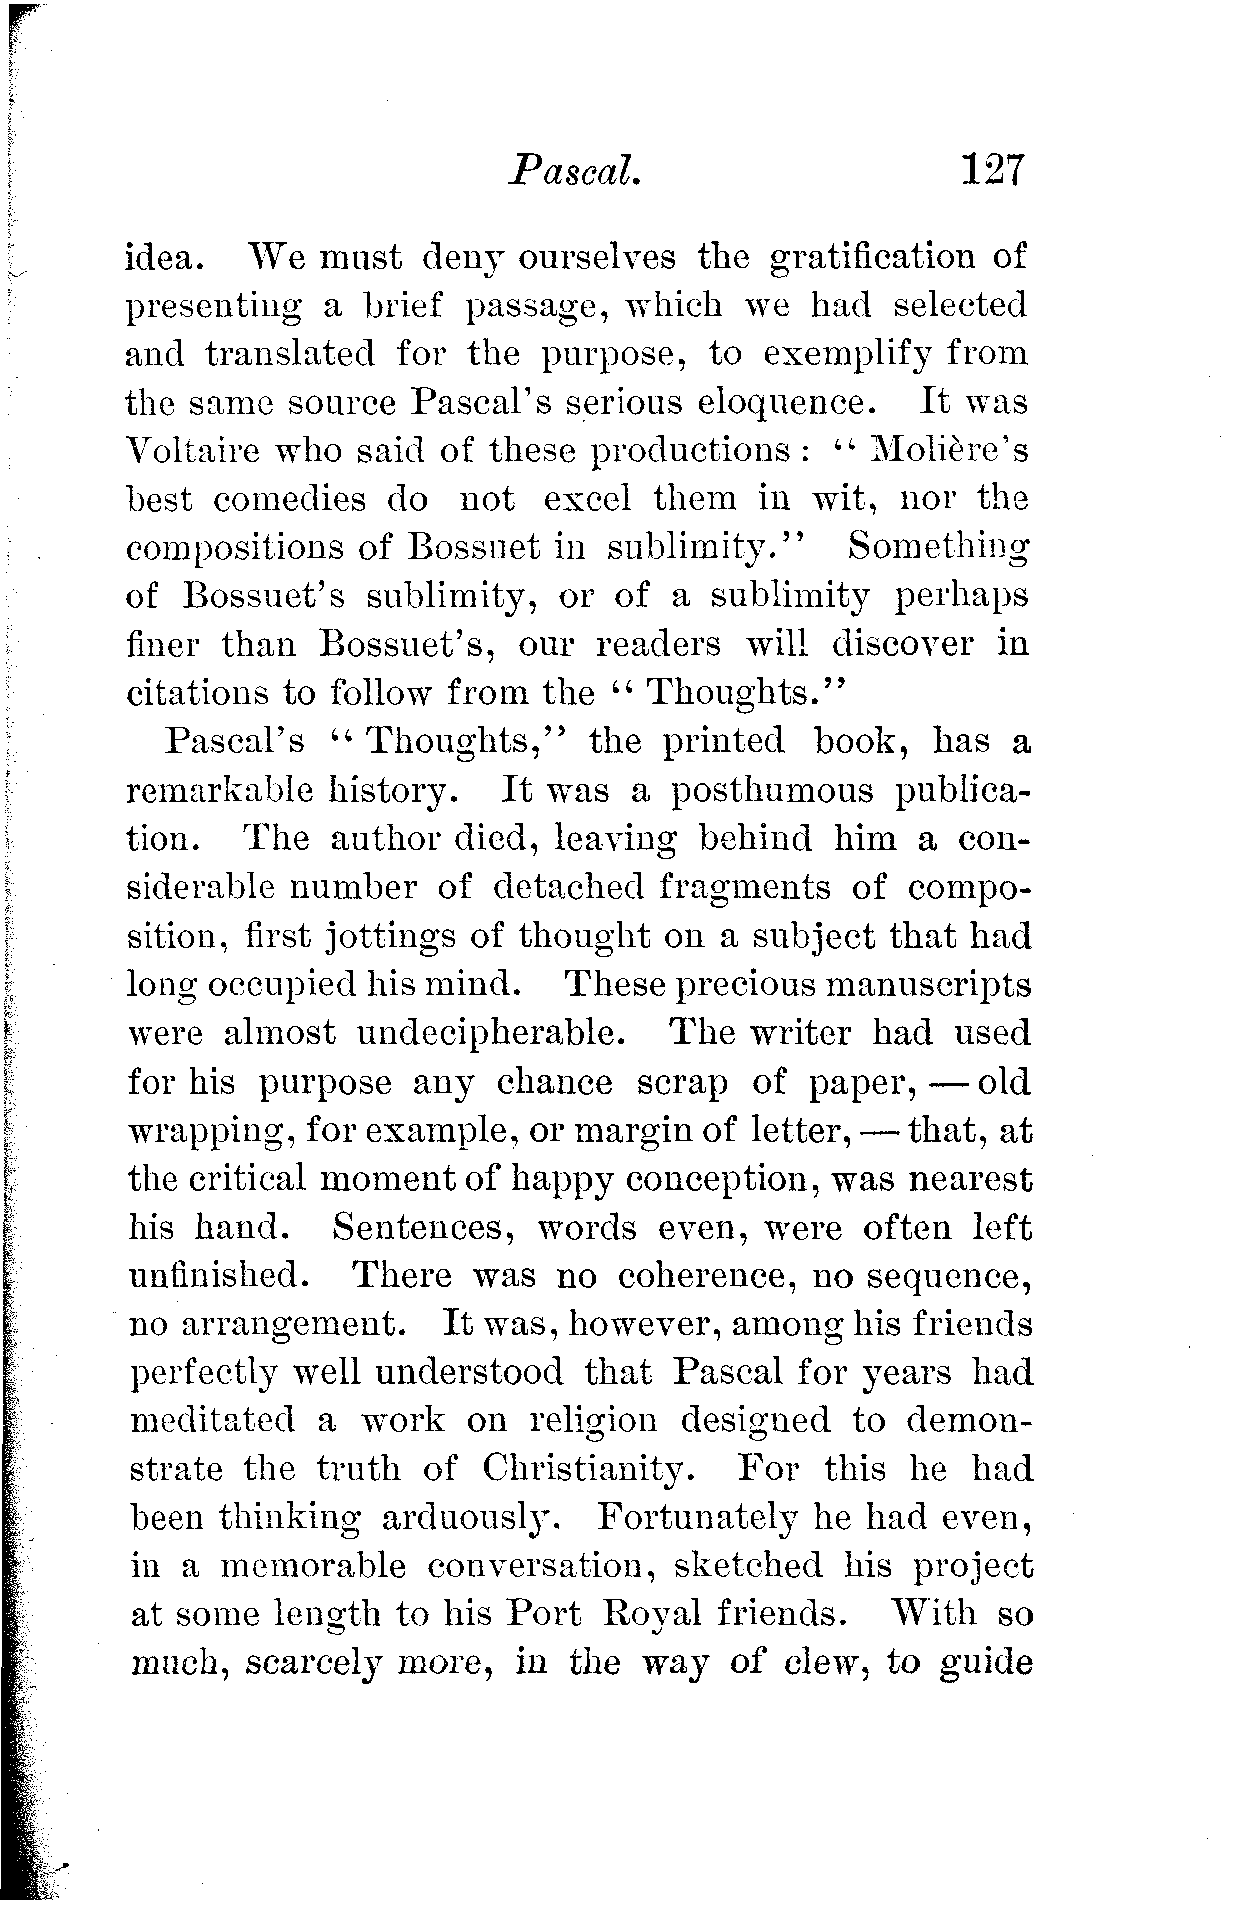 Pascal. 127
idea. We must deny ourselves the gratification of
presenting a brief passage, which we had selected
and translated for the purpose, to exemplify from
the same source Pascal's serious eloquence. It was
Voltaire who said of these productions : “ Molière's
best comedies do not excel them in wit, nor the
compositions of Bossuet in sublimity.” Something
of Bossuet's sublimity, or of a sublimity perhaps
finer than Bossuet's, our readers will discover in
citations to follow from the “ Thoughts.”
Pascal's “ Thoughts,” the printed book, has a
remarkable history. It was a posthumous publica-
tion. The author died, leaving behind him a con-
siderable number of detached fragments of compo-
sition, first jottings of thought on a subject that had
long occupied his mind. These precious manuscripts
were almost undecipherable. The writer had used
for his purpose any chance scrap of paper, — old
wrapping, for example, or margin of letter, — that, at
the critical moment of happy conception, was nearest
his hand. Sentences, words even, were often left
unfinished. There was no coherence, no sequence,
no arrangement. It was, however, among his friends
perfectly well understood that Pascal for years had
meditated a work on religion designed to demon-
strate the truth of Christianity. For this he had
been thinking arduously. Fortunately he had even,
in a memorable conversation, sketched his project
at some length to his Port Royal friends. With so
much, scarcely more, in the way of clew, to guide